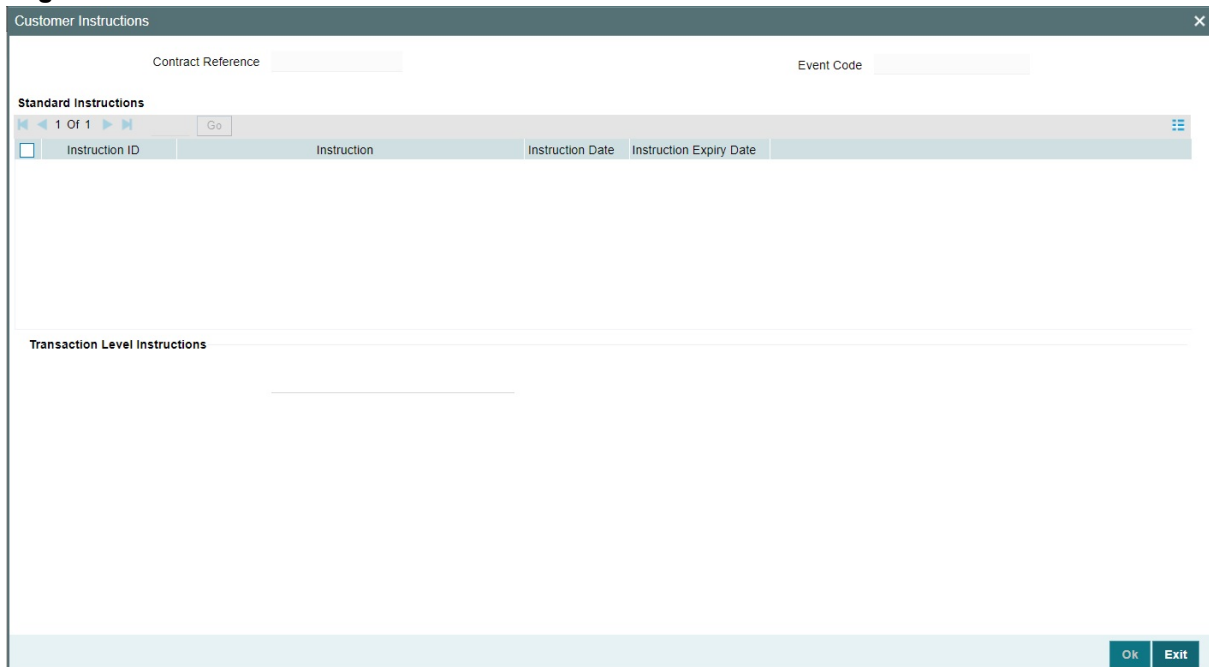 Customer Instructions
Contract Reference
Event Code
Standard Instructions
1 Of 1 Go
Instruction ID Instruction Instruction Date Instruction Expiry Date
Transaction Level Instructions
Ok Exit